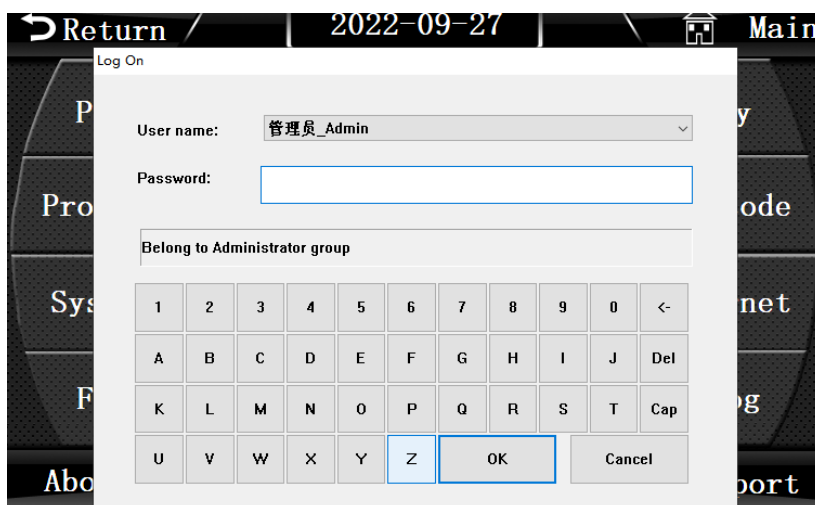 Return
2022-09-27
Main
Log On
User name:
管理员_Admin
Password:
Belong to Administrator group
1 2 3 4 5 6 7 8 9 0 <-
A B C D E F G H I J Del
K L M N O P Q R S T Cap
U V W X Y Z OK Cancel